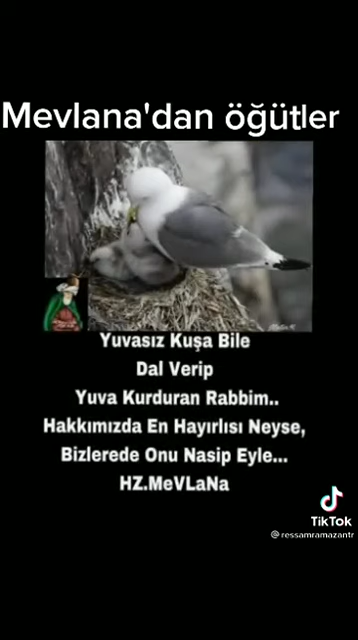 Mevlana'dan öğütler
Yuvasız Kuşa Bile
Dal Verip
Yuva Kurduran Rabbim..
Hakkımızda En Hayırlısı Neyse,
Bizlerede Onu Nasip Eyle...
HZ.MeVLaNa
TikTok
@ressamramazantr